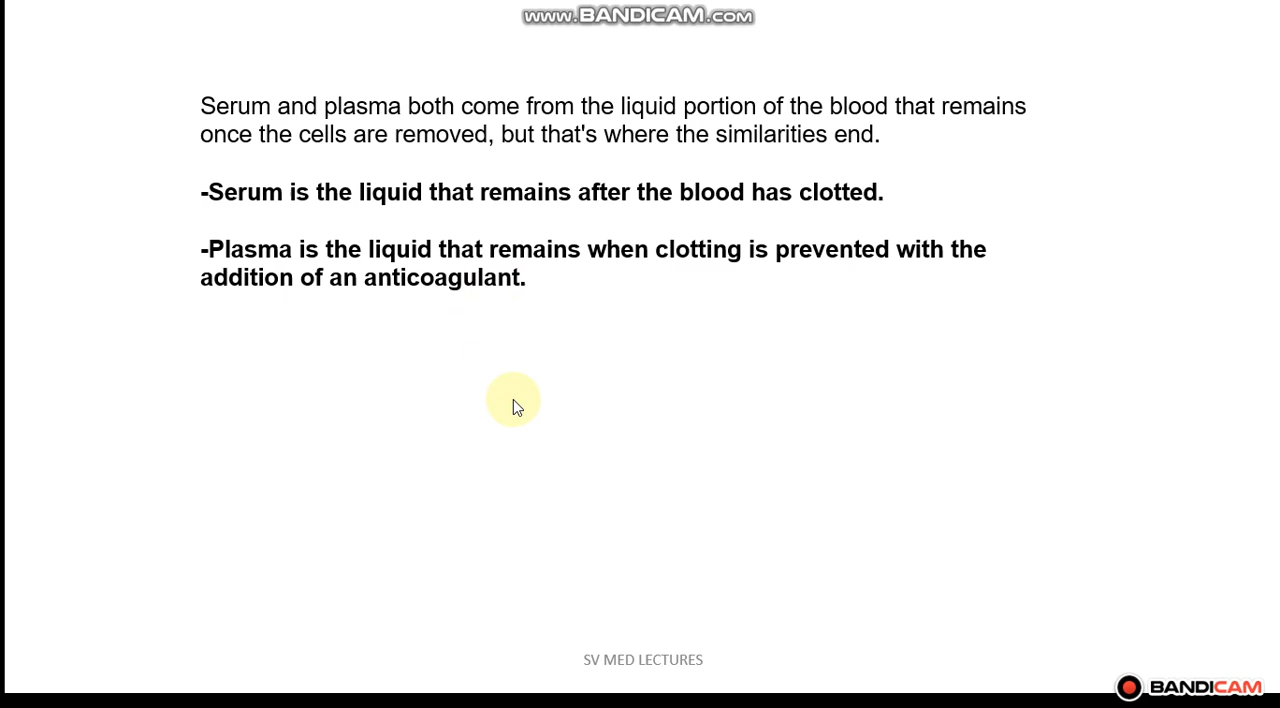 www.BANDICAM.com
Serum and plasma both come from the liquid portion of the blood that remains
once the cells are removed, but that's where the similarities end.
-Serum is the liquid that remains after the blood has clotted.
-Plasma is the liquid that remains when clotting is prevented with the
addition of an anticoagulant.
SV MED LECTURES
BANDICAM